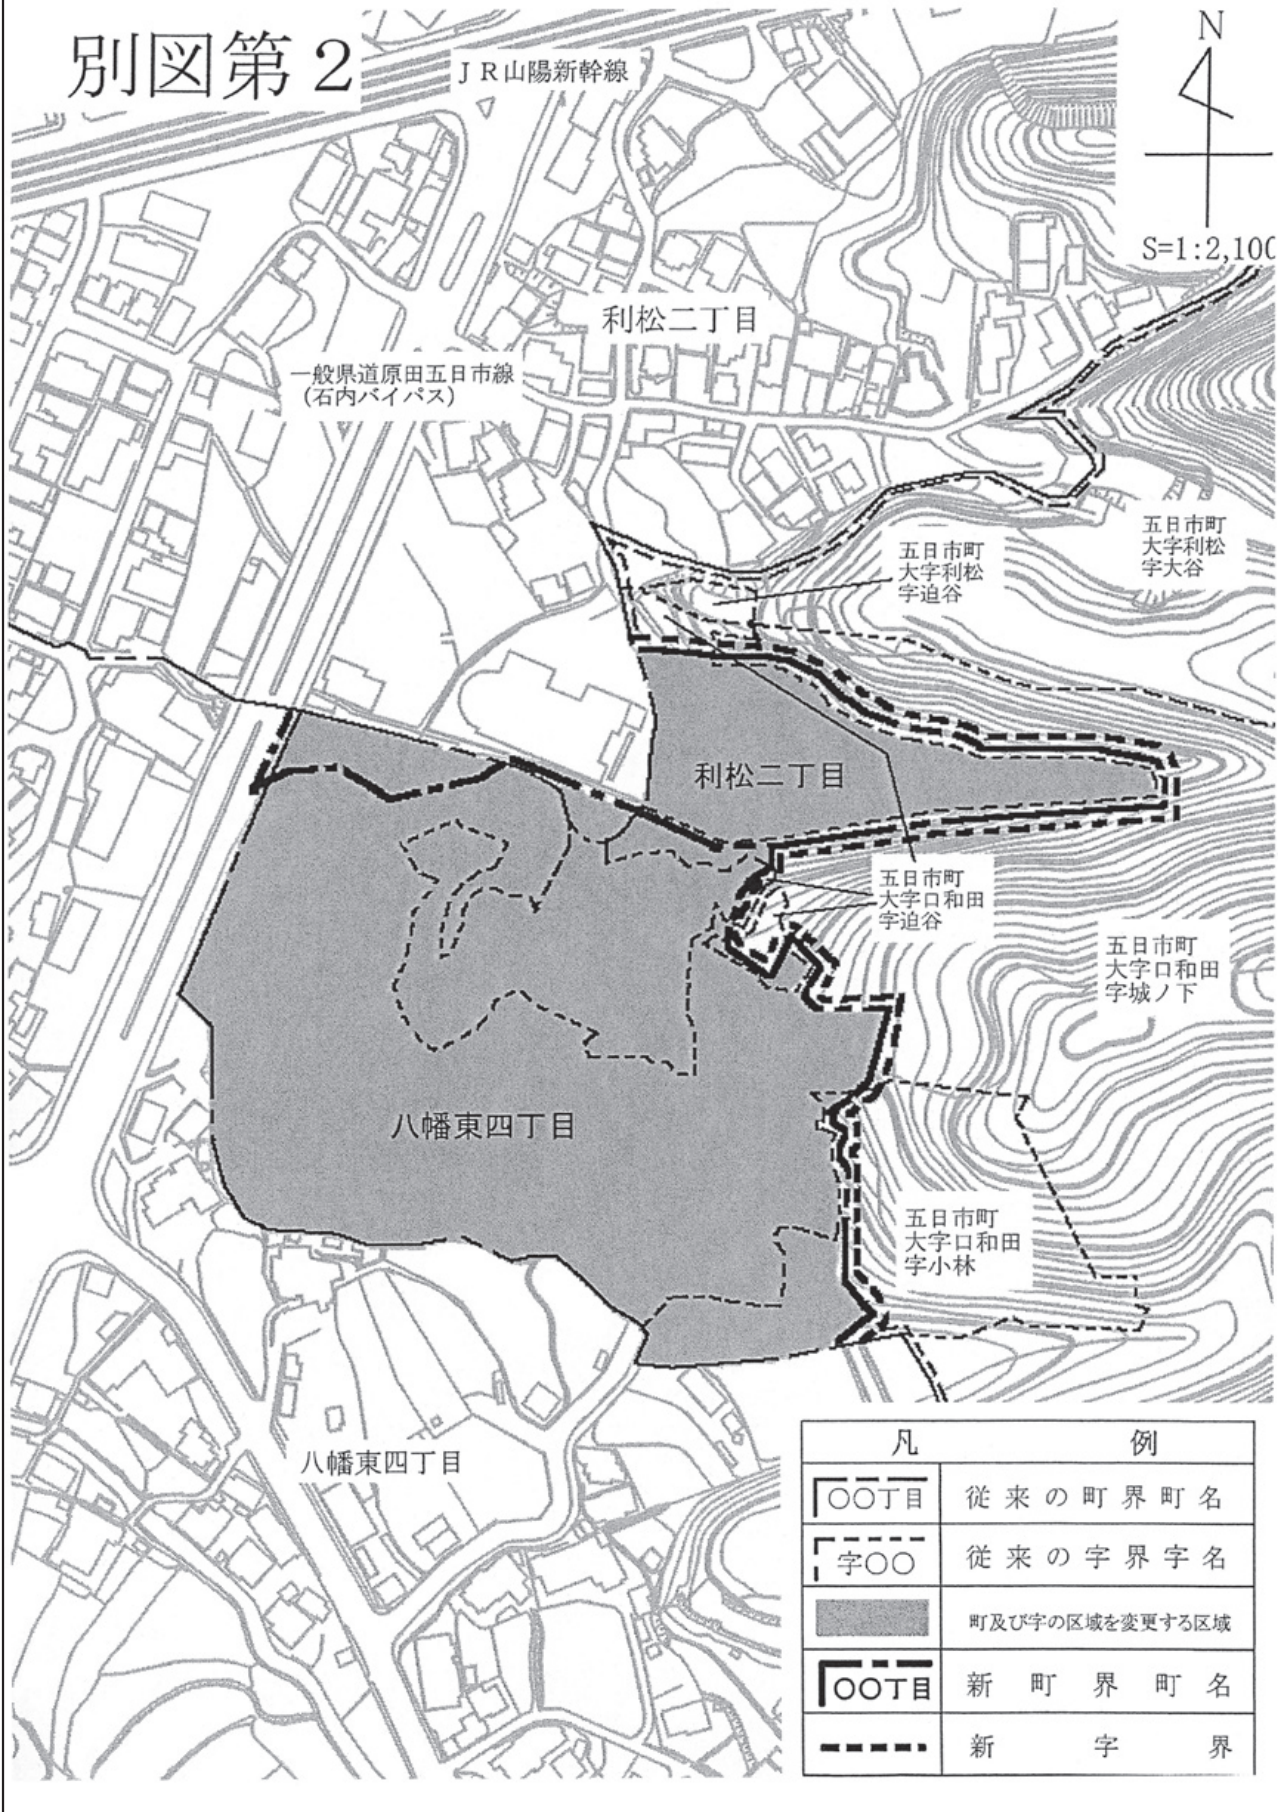 別図第2
JR山陽新幹線
N
S=1:2,100
利松二丁目
一般県道原田五日市線
(石内バイパス)
五日市町
大字利松
字大谷
五日市町
大字利松
字迫谷
利松二丁目
五日市町
大字口和田
字迫谷
五日市町
大字口和田
字城ノ下
八幡東四丁目
五日市町
大字口和田
字小林
八幡東四丁目
凡例
○○丁目 従来の町界町名
字○○ 従来の字界字名
町及び字の区域を変更する区域
○○丁目 新町界町名
新字界